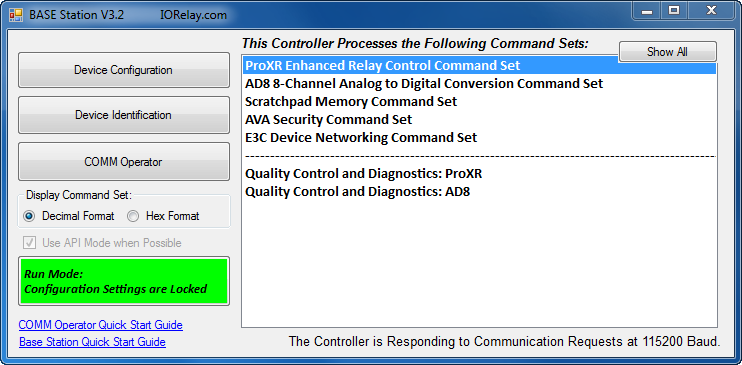 BASE Station V3.2 IORelay.com
Device Configuration
Device Identification
COMM Operator
Display Command Set:
Decimal Format Hex Format
Use API Mode when Possible
Run Mode:
Configuration Settings are Locked
COMM Operator Quick Start Guide
Base Station Quick Start Guide
This Controller Processes the Following Command Sets:
Show All
ProXR Enhanced Relay Control Command Set
AD8 8-Channel Analog to Digital Conversion Command Set
Scratchpad Memory Command Set
AVA Security Command Set
E3C Device Networking Command Set
Quality Control and Diagnostics: ProXR
Quality Control and Diagnostics: AD8
The Controller is Responding to Communication Requests at 115200 Baud.